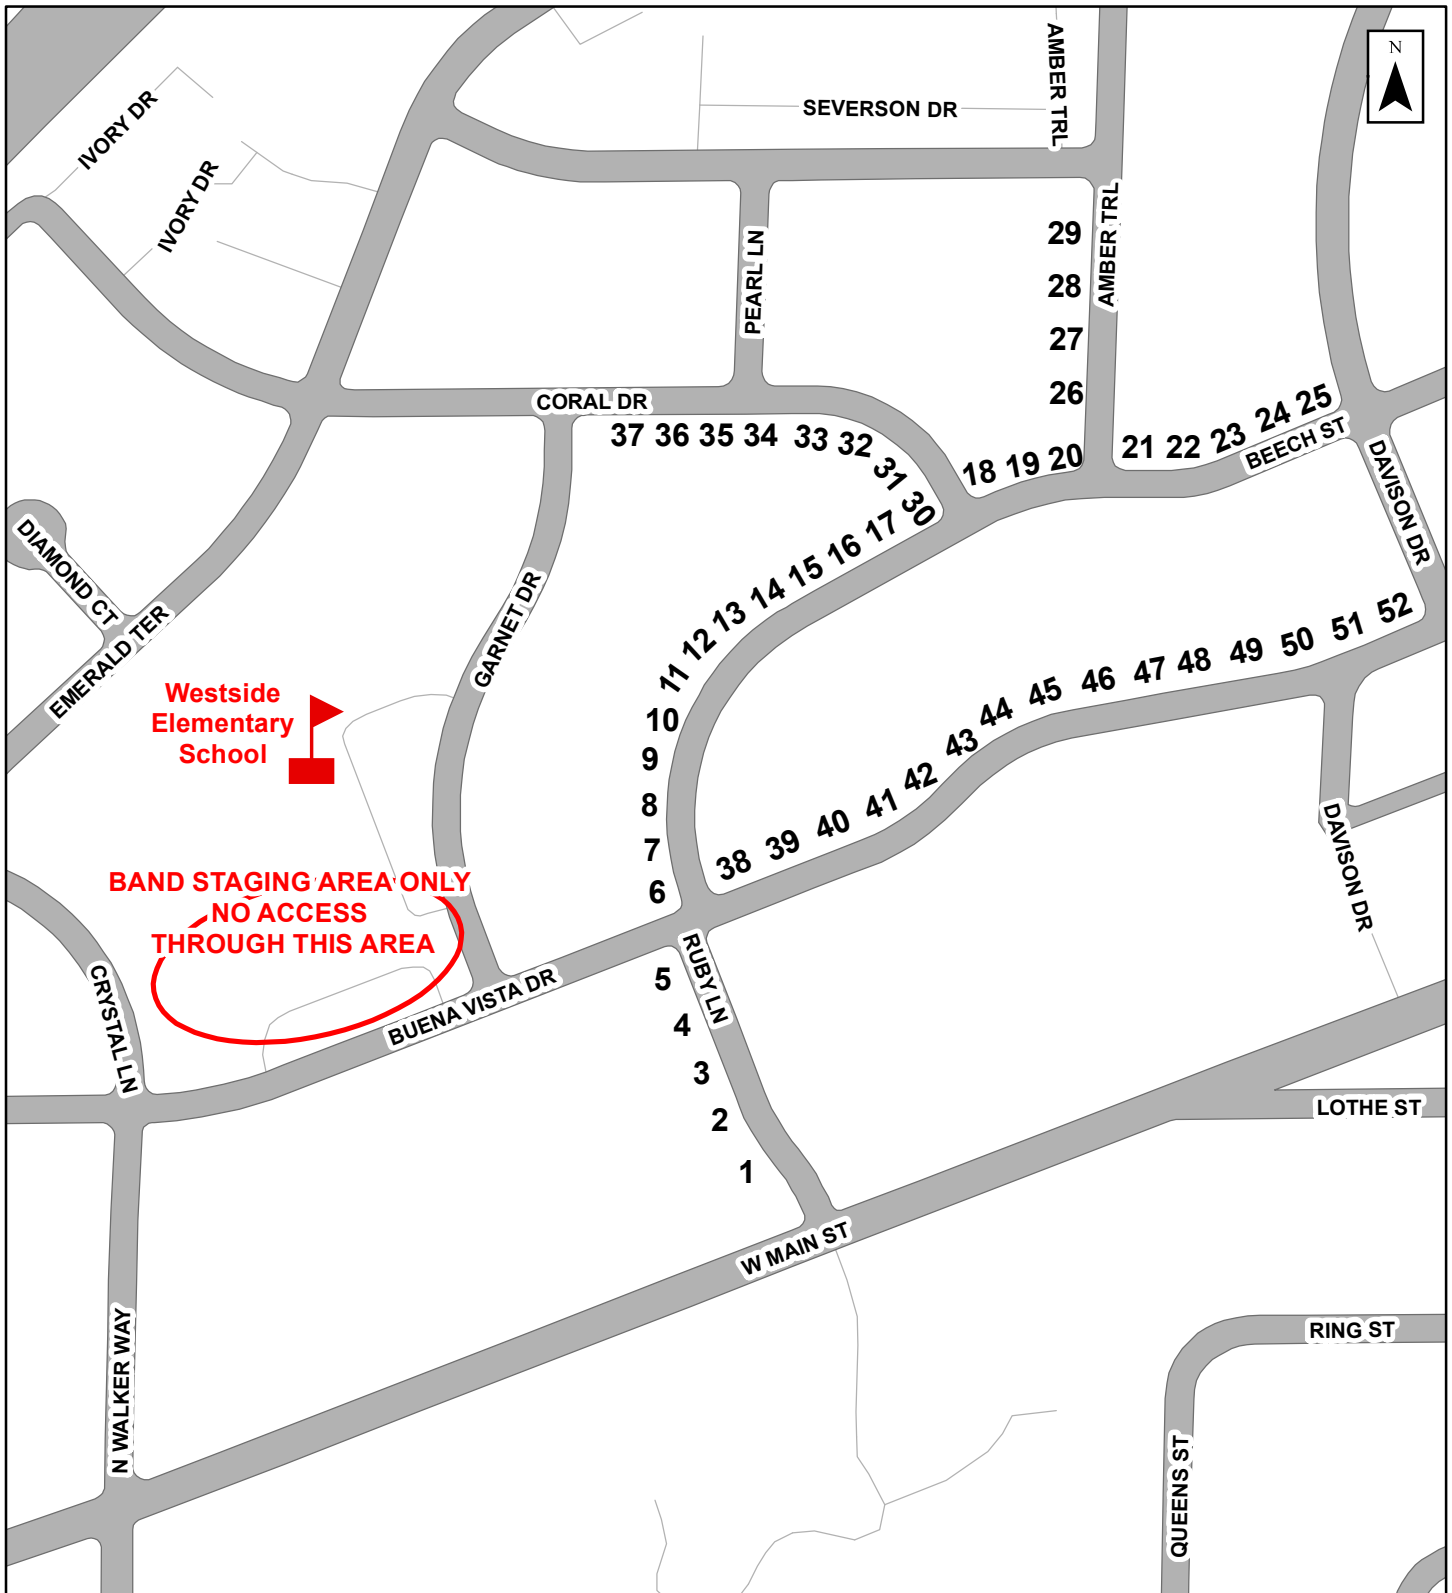 N
IVORY DR
IVORY DR
SEVERSON DR
AMBER TRL
AMBER TRL
PEARL LN
29
28
27
26
CORAL DR
37 36 35 34 33 32 31 30
18 19 20
21 22 23 24 25
BEECH ST
DAVISON DR
DIAMOND CT
EMERALD TER
GARNET DR
17
16
15
14
13
12
11
10
9
8
7
6
Westside
Elementary
School
38 39 40 41 42 43 44 45 46 47 48 49 50 51 52
DAVISON DR
BAND STAGING AREA ONLY
NO ACCESS
THROUGH THIS AREA
CRYSTAL LN
BUENA VISTA DR
RUBY LN
5
4
3
2
1
LOTHE ST
W MAIN ST
N WALKER WAY
RING ST
QUEENS ST